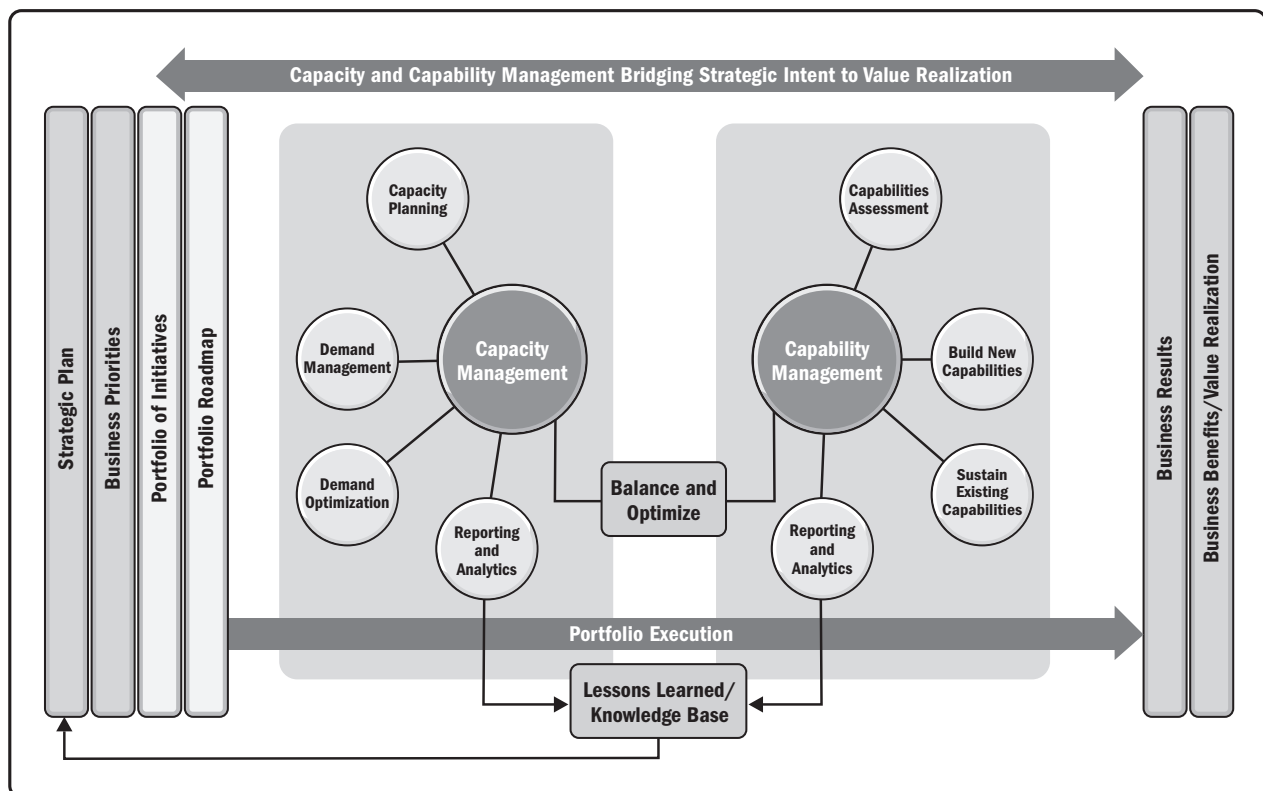 Capacity and Capability Management Bridging Strategic Intent to Value Realization
Strategic Plan
Business Priorities
Portfolio of Initiatives
Portfolio Roadmap
Capacity
Planning
Demand
Management
Demand
Optimization
Reporting
and
Analytics
Capacity
Management
Balance and
Optimize
Capabilities
Assessment
Capability
Management
Build New
Capabilities
Sustain
Existing
Capabilities
Reporting
and
Analytics
Portfolio Execution
Lessons Learned/
Knowledge Base
Business Results
Business Benefits/Value Realization